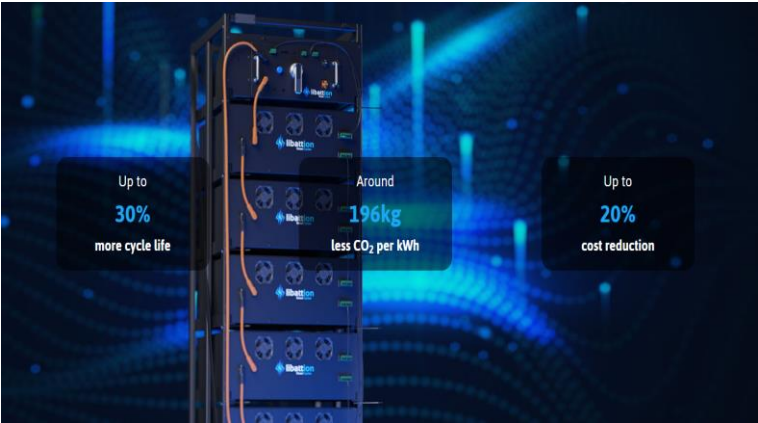 libattion
libattion
Up to
30%
more cycle life
Around
196kg
less CO₂ per kWh
Up to
20%
cost reduction
libattion
libattion
libattion